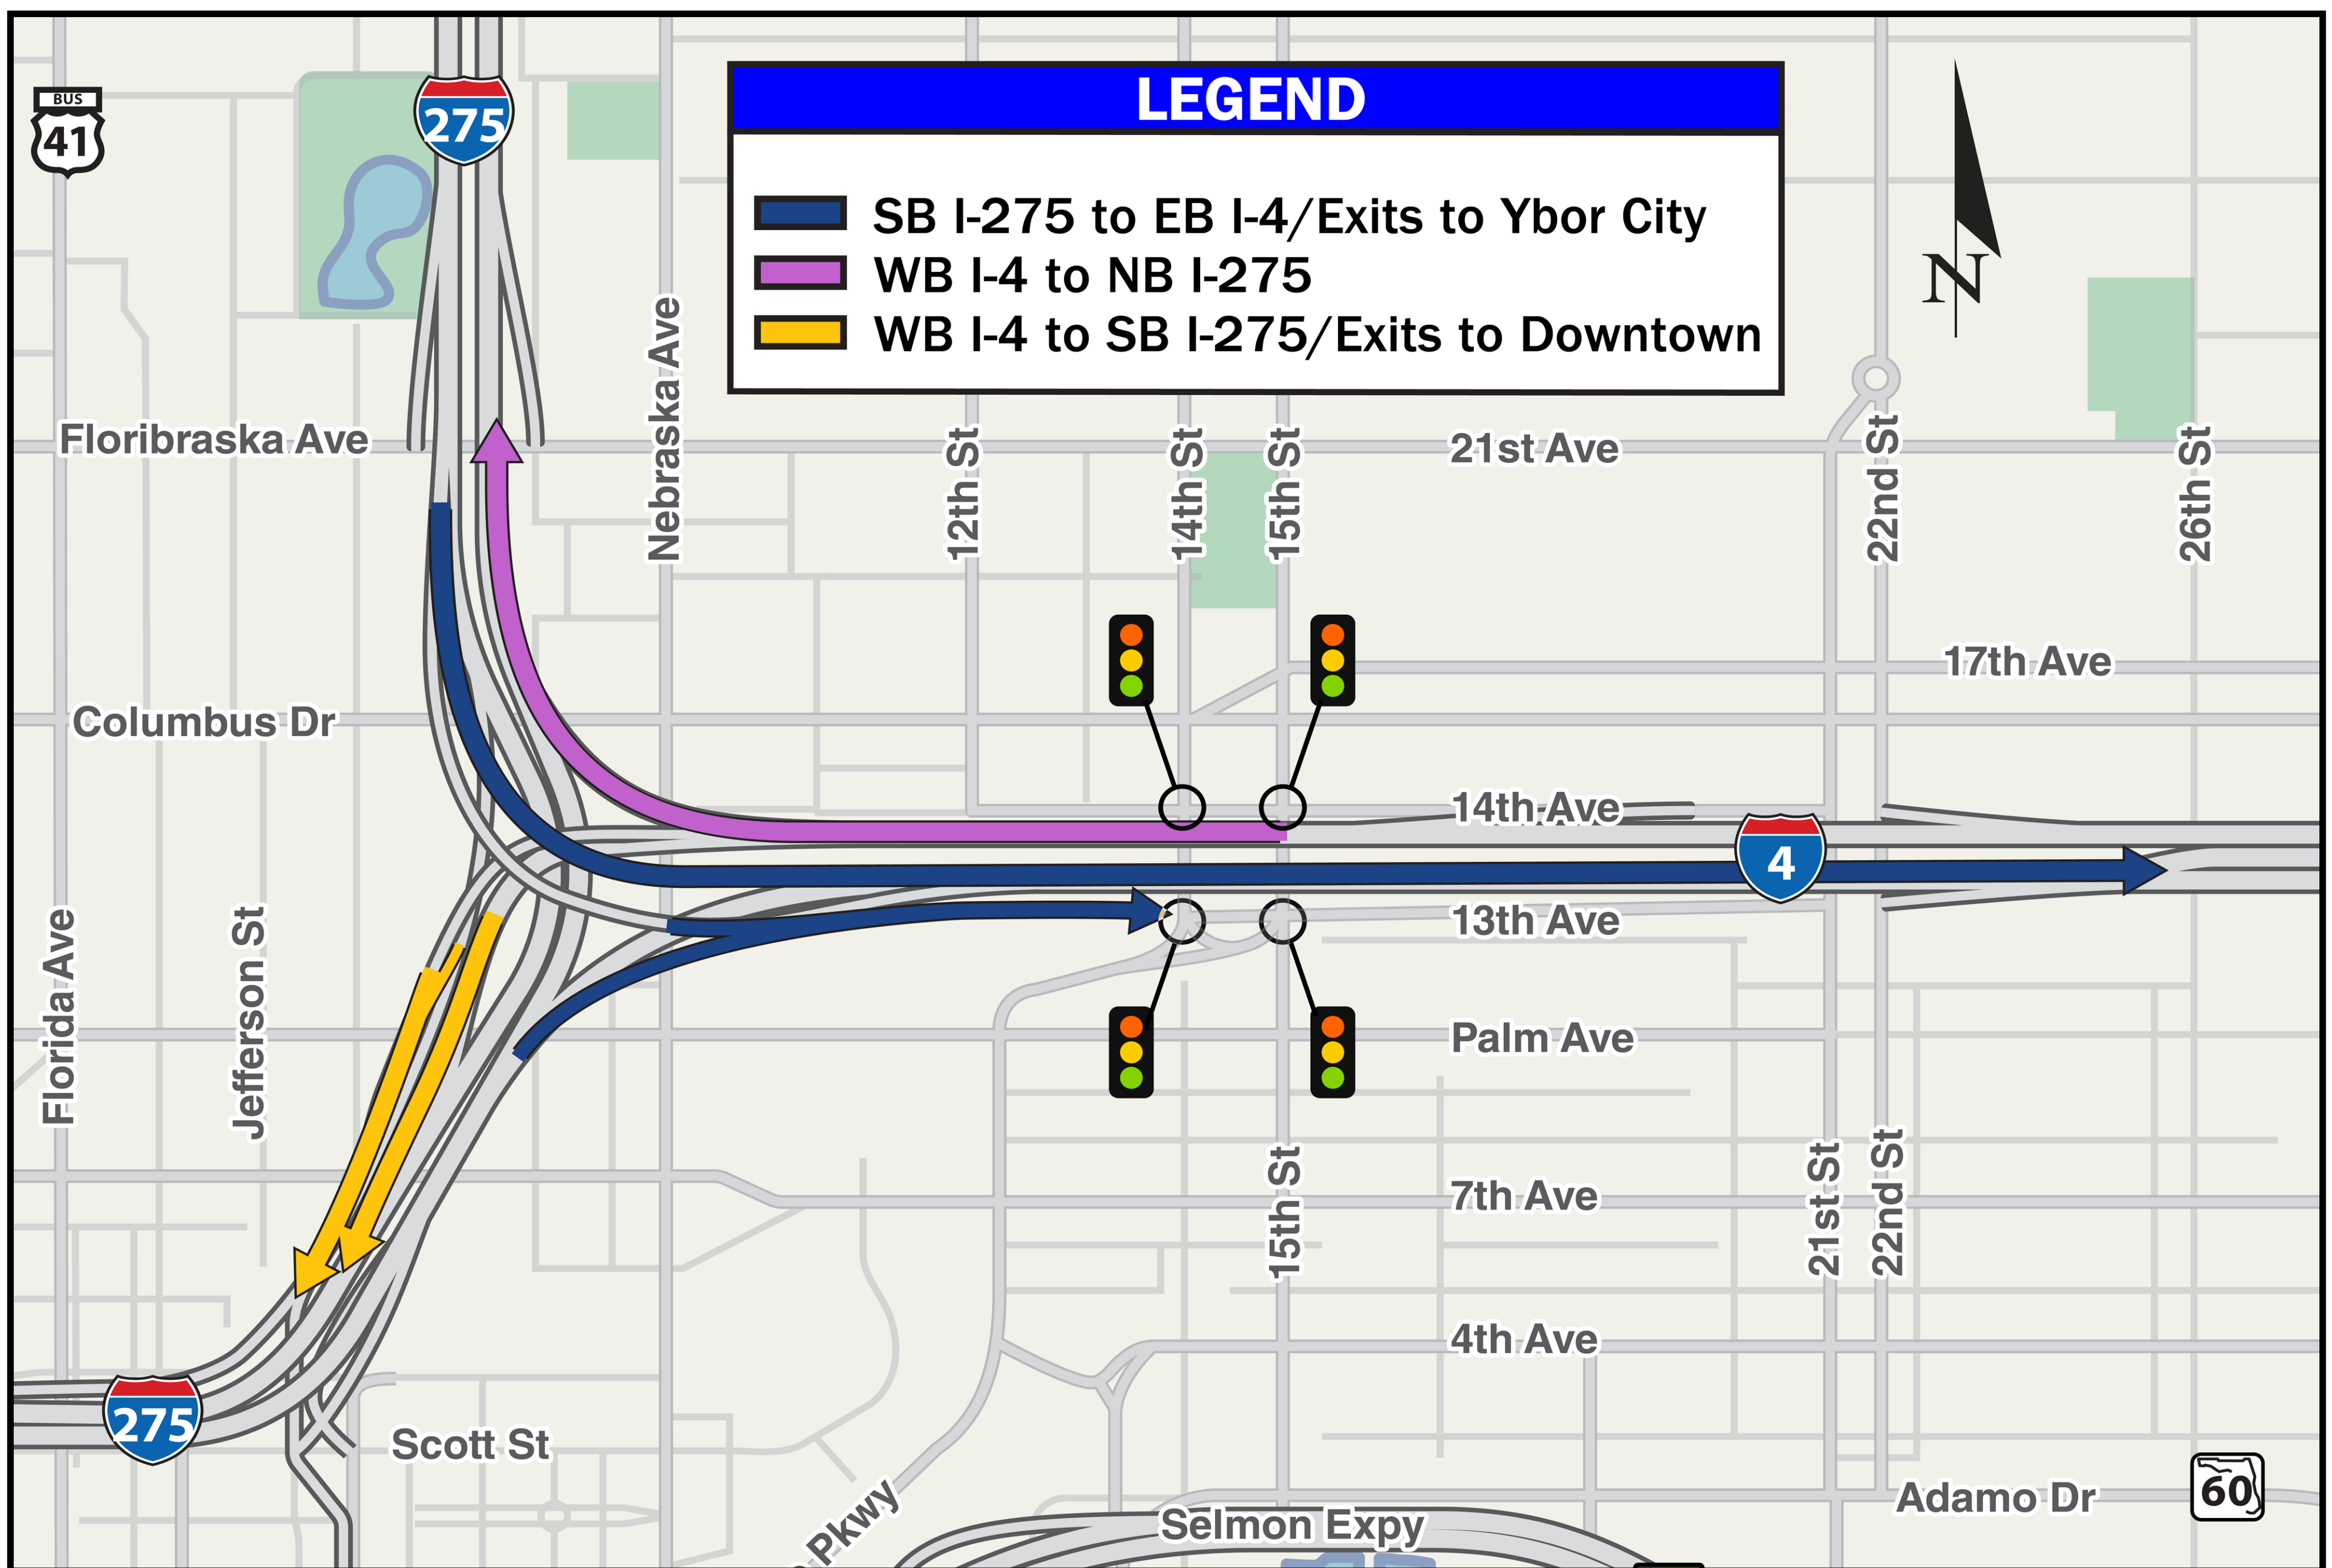 BUS
41
275
LEGEND
SB I-275 to EB I-4/Exits to Ybor City
WB I-4 to NB I-275
WB I-4 to SB I-275/Exits to Downtown
N
Floribraska Ave
Nebraska Ave
12th St
14th St
15th St
21st Ave
22nd St
26th St
17th Ave
Columbus Dr
14th Ave
4
13th Ave
Florida Ave
Jefferson St
Palm Ave
15th St
7th Ave
21st St
22nd St
4th Ave
275
Scott St
Pkwy
Selmon Expy
Adamo Dr
60